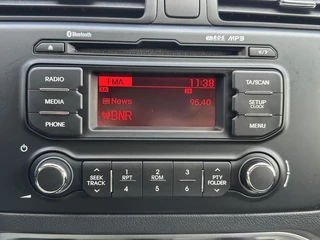 Bluetooth
MP3
RADIO
MEDIA
PHONE
FMA
11:38
TA
News
96.40
BNR
TA/SCAN
SETUP
CLOCK
MENU
SEEK
TRACK
1 RPT 2 RDM 3
4 5 6
PTY
FOLDER